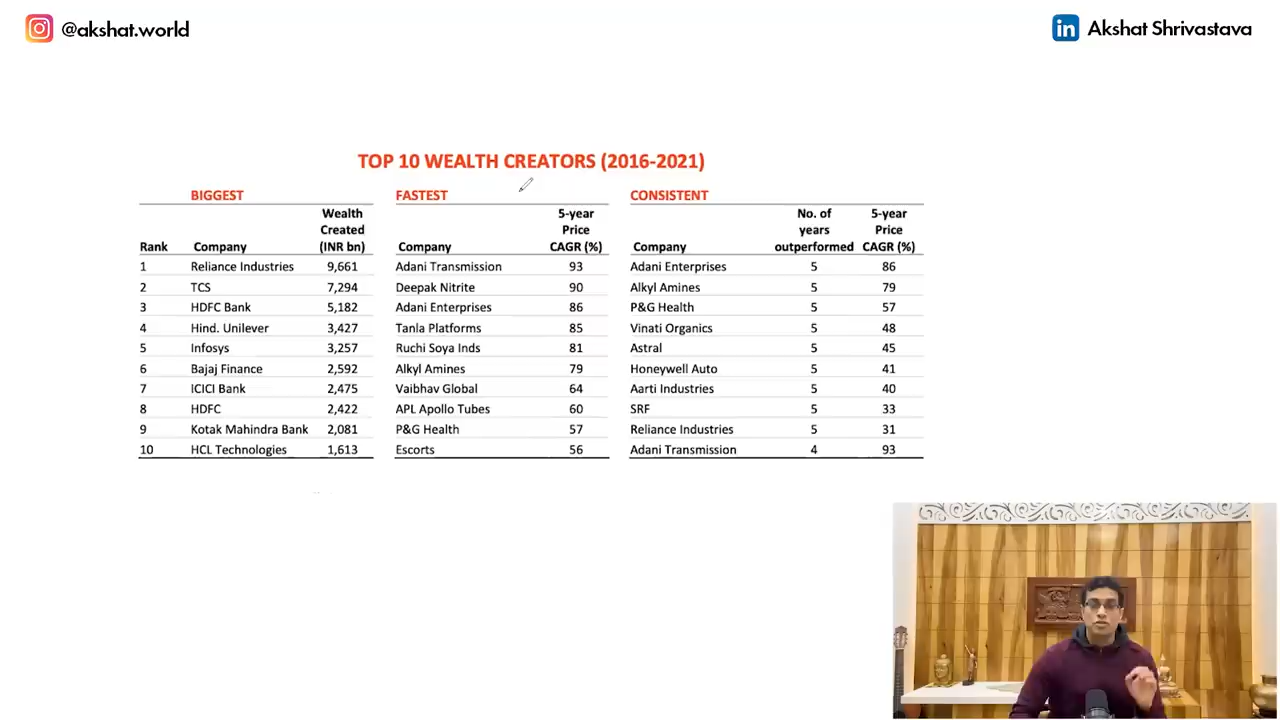 @akshat.world
in Akshat Shrivastava
TOP 10 WEALTH CREATORS (2016-2021)
BIGGEST FASTEST CONSISTENT
Rank Company Wealth Created (INR bn) Company 5-year Price CAGR (%) Company No. of years outperformed 5-year Price CAGR (%)
1 Reliance Industries 9,661 Adani Transmission 93 Adani Enterprises 5 86
2 TCS 7,294 Deepak Nitrite 90 Alkyl Amines 5 79
3 HDFC Bank 5,182 Adani Enterprises 86 P&G Health 5 57
4 Hind. Unilever 3,427 Tanla Platforms 85 Vinati Organics 5 48
5 Infosys 3,257 Ruchi Soya Inds 81 Astral 5 45
6 Bajaj Finance 2,592 Alkyl Amines 79 Honeywell Auto 5 41
7 ICICI Bank 2,475 Vaibhav Global 64 Aarti Industries 5 40
8 HDFC 2,422 APL Apollo Tubes 60 SRF 5 33
9 Kotak Mahindra Bank 2,081 P&G Health 57 Reliance Industries 5 31
10 HCL Technologies 1,613 Escorts 56 Adani Transmission 4 93